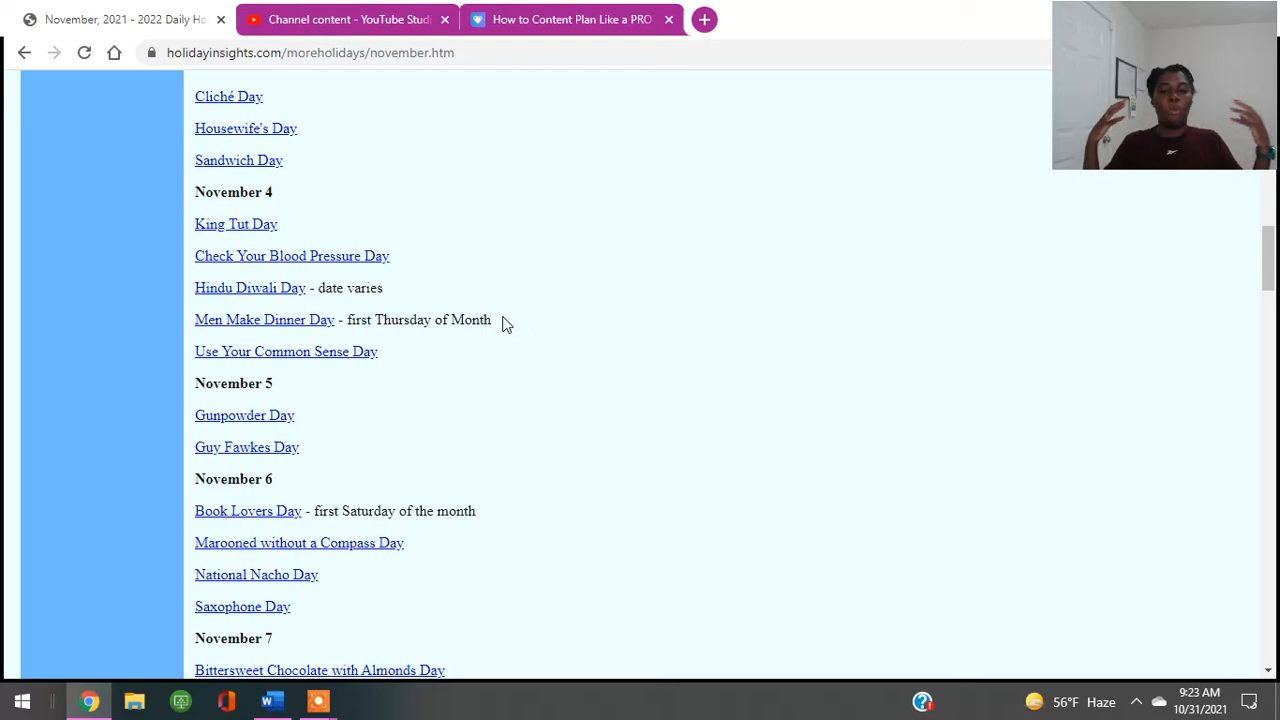 November, 2021 - 2022 Daily Ho
Channel content - YouTube Studi
How to Content Plan Like a PRO
holidayinsights.com/moreholidays/november.htm
Cliché Day
Housewife's Day
Sandwich Day
November 4
King Tut Day
Check Your Blood Pressure Day
Hindu Diwali Day - date varies
Men Make Dinner Day - first Thursday of Month
Use Your Common Sense Day
November 5
Gunpowder Day
Guy Fawkes Day
November 6
Book Lovers Day - first Saturday of the month
Marooned without a Compass Day
National Nacho Day
Saxophone Day
November 7
Bittersweet Chocolate with Almonds Day
56°F Haze
9:23 AM
10/31/2021